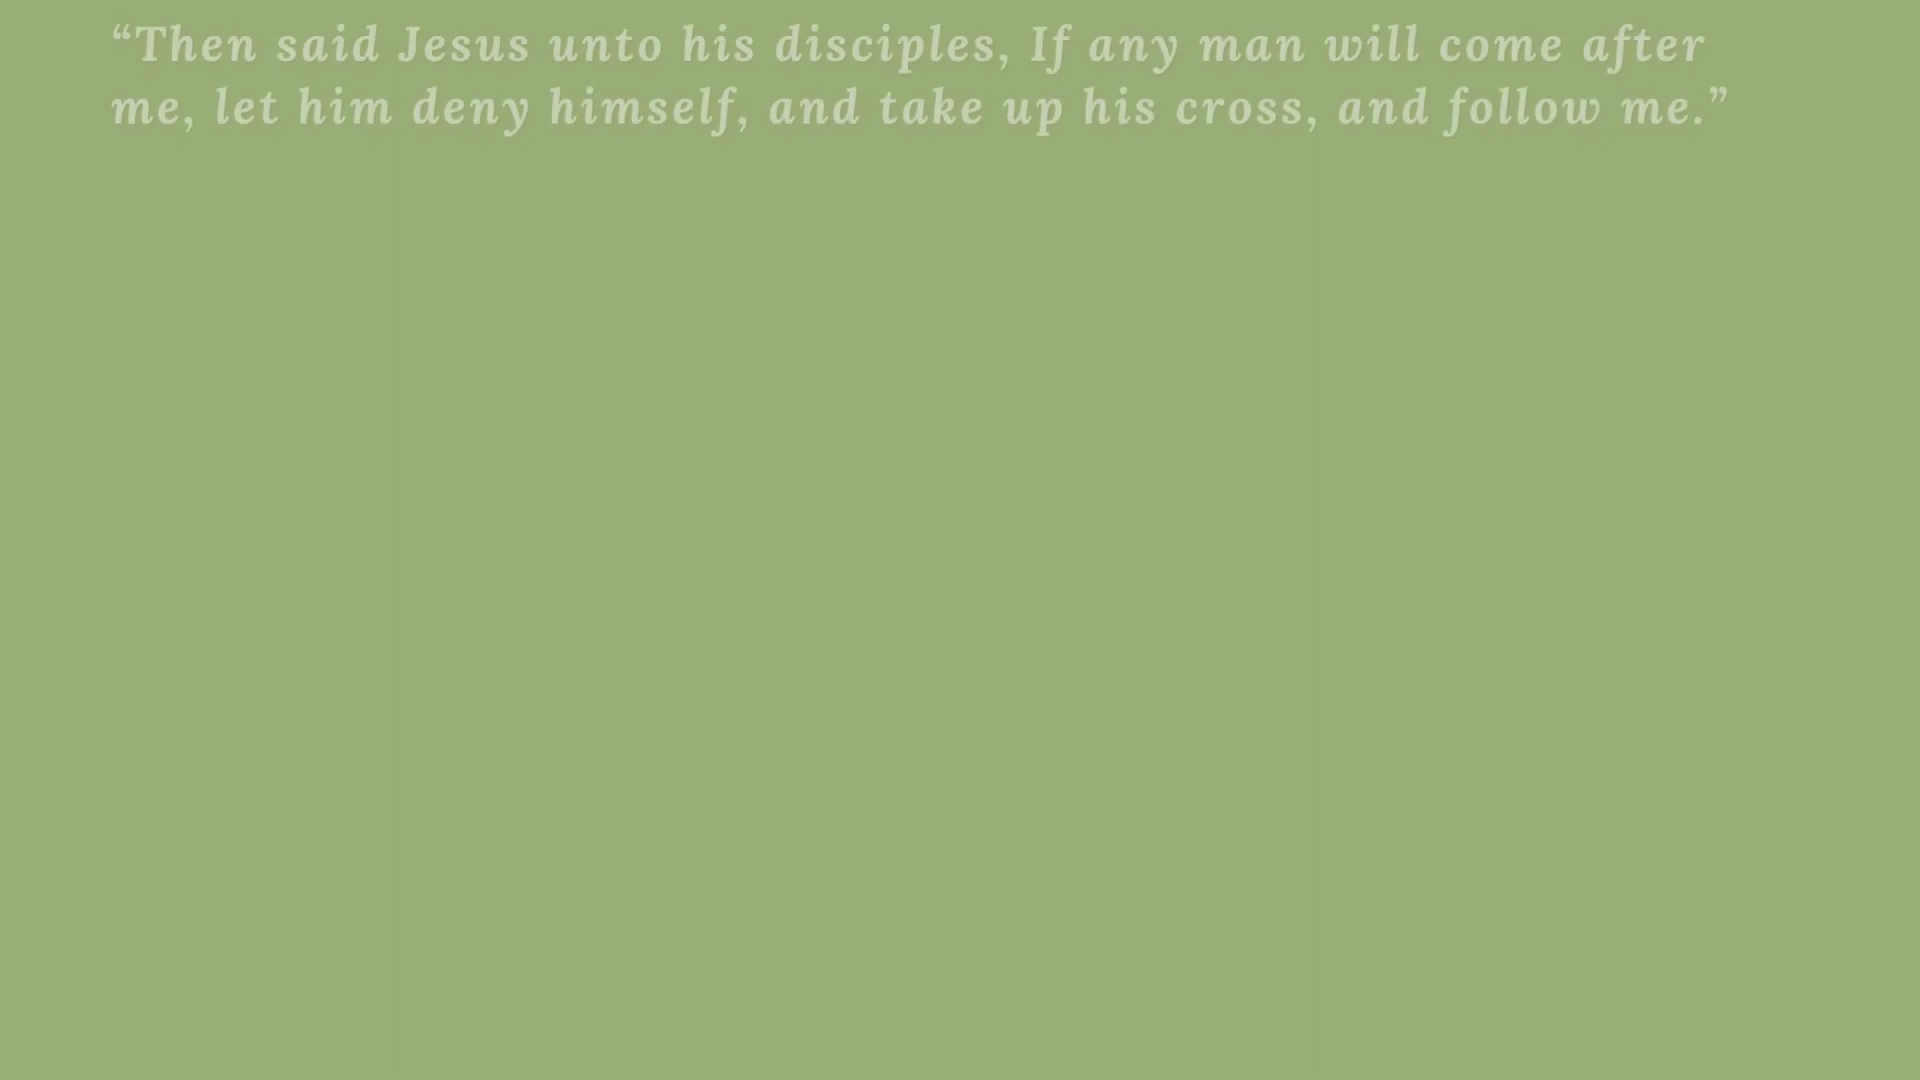 “Then said Jesus unto his disciples, If any man will come after
me, let him deny himself, and take up his cross, and follow me.”